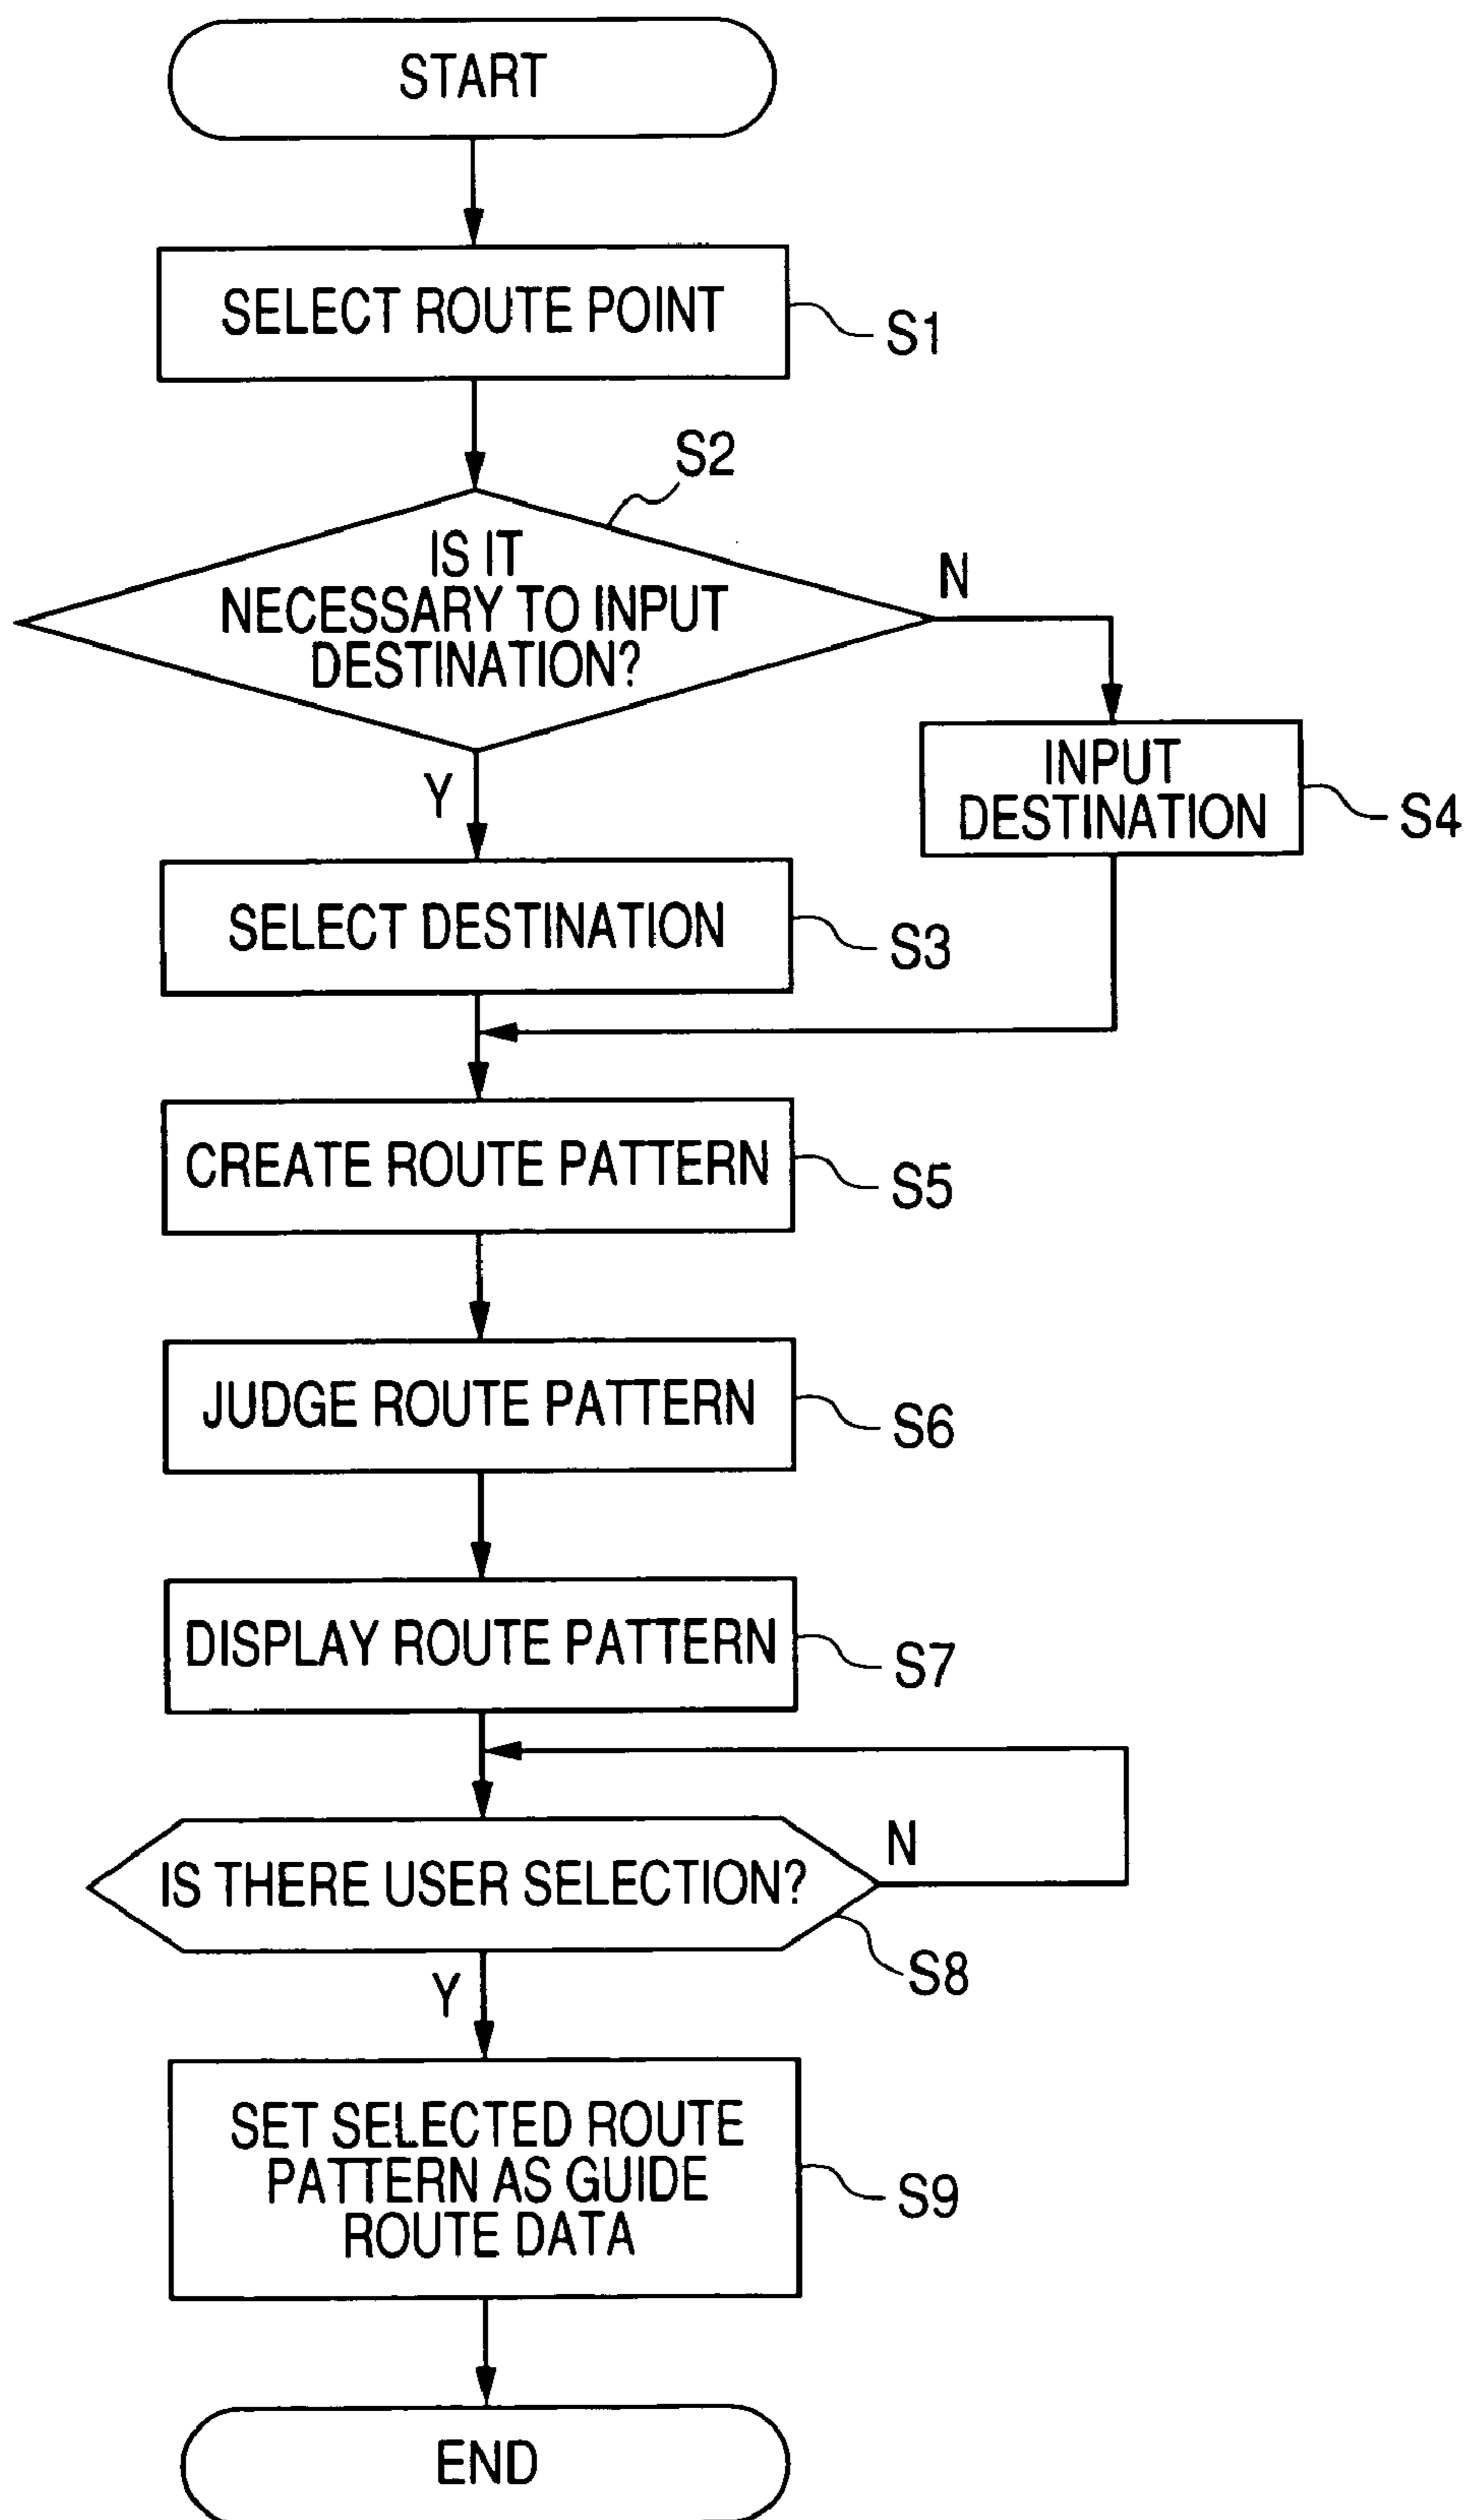 START
SELECT ROUTE POINT
S1
S2
IS IT
NECESSARY TO INPUT
DESTINATION?
N
Y
INPUT
DESTINATION
S4
SELECT DESTINATION
S3
CREATE ROUTE PATTERN
S5
JUDGE ROUTE PATTERN
S6
DISPLAY ROUTE PATTERN
S7
IS THERE USER SELECTION?
N
S8
Y
SET SELECTED ROUTE
PATTERN AS GUIDE
ROUTE DATA
S9
END